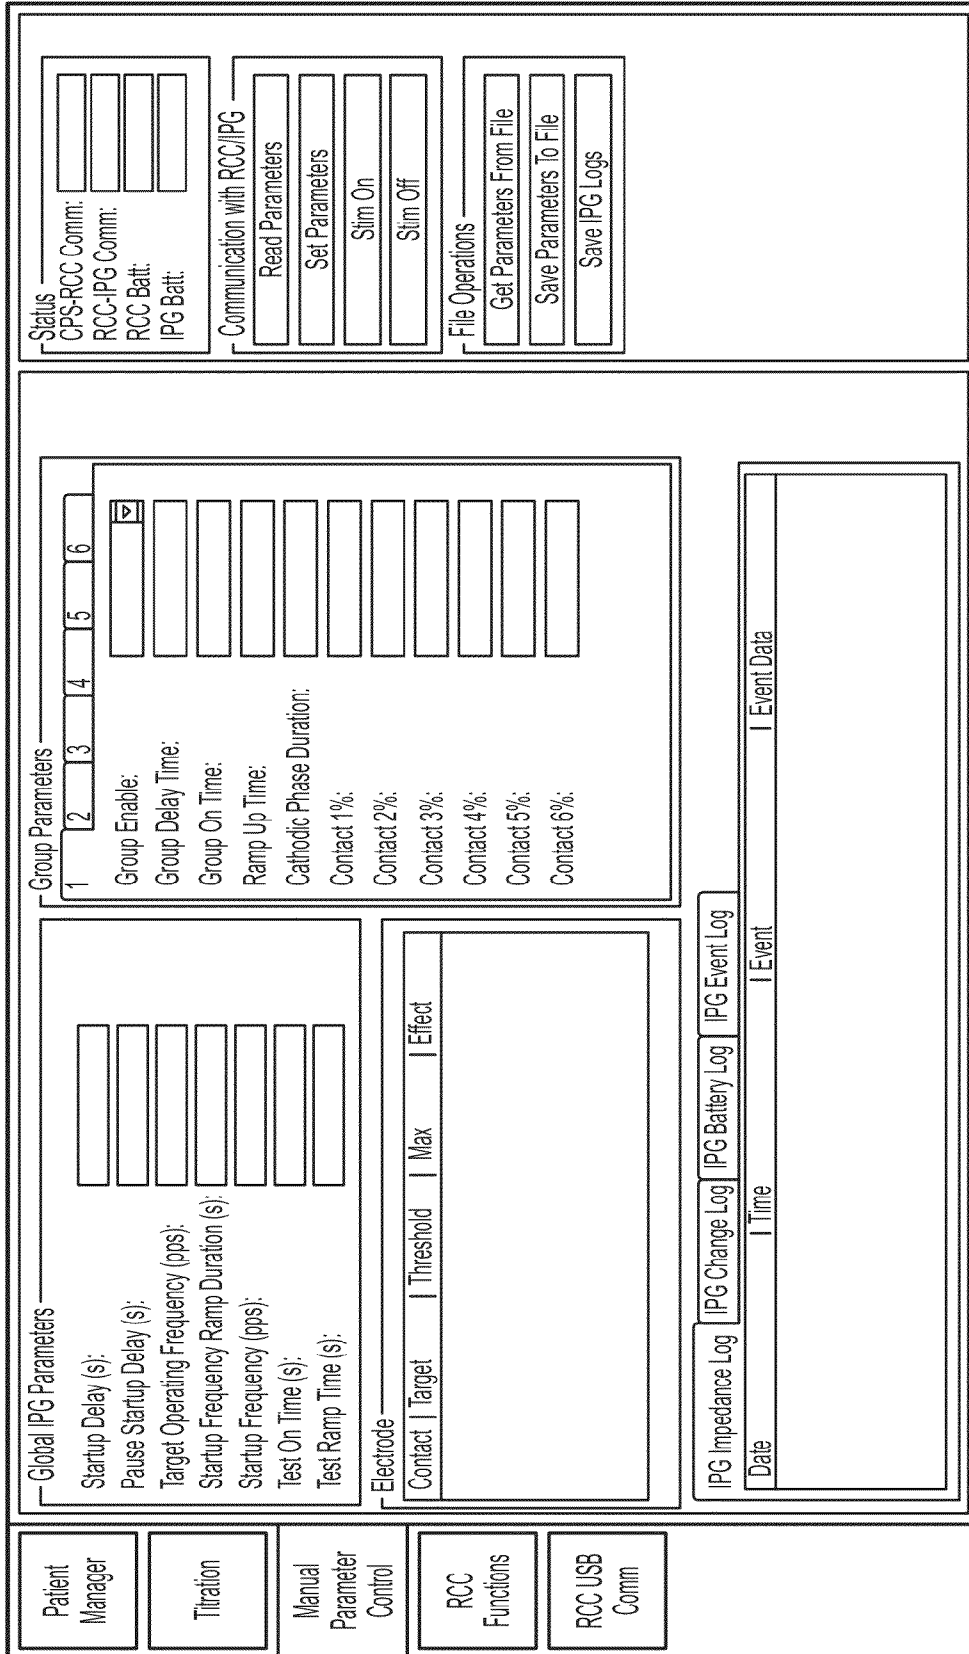 Patient
Manager
Titration
Manual
Parameter
Control
RCC
Functions
RCC USB
Comm
Global IPG Parameters
Startup Delay (s):
Pause Startup Delay (s):
Target Operating Frequency (pps):
Startup Frequency Ramp Duration (s):
Startup Frequency (pps):
Test On Time (s):
Test Ramp Time (s):
Electrode
Contact | Target | Threshold | Max | Effect
Group Parameters
1 2 3 4 5 6
Group Enable:
Group Delay Time:
Group On Time:
Ramp Up Time:
Cathodic Phase Duration:
Contact 1%:
Contact 2%:
Contact 3%:
Contact 4%:
Contact 5%:
Contact 6%:
IPG Impedance Log IPG Change Log IPG Battery Log IPG Event Log
Date | Time | Event | Event Data
Status
CPS-RCC Comm:
RCC-IPG Comm:
RCC Batt:
IPG Batt:
Communication with RCC/IPG
Read Parameters
Set Parameters
Stim On
Stim Off
File Operations
Get Parameters From File
Save Parameters To File
Save IPG Logs